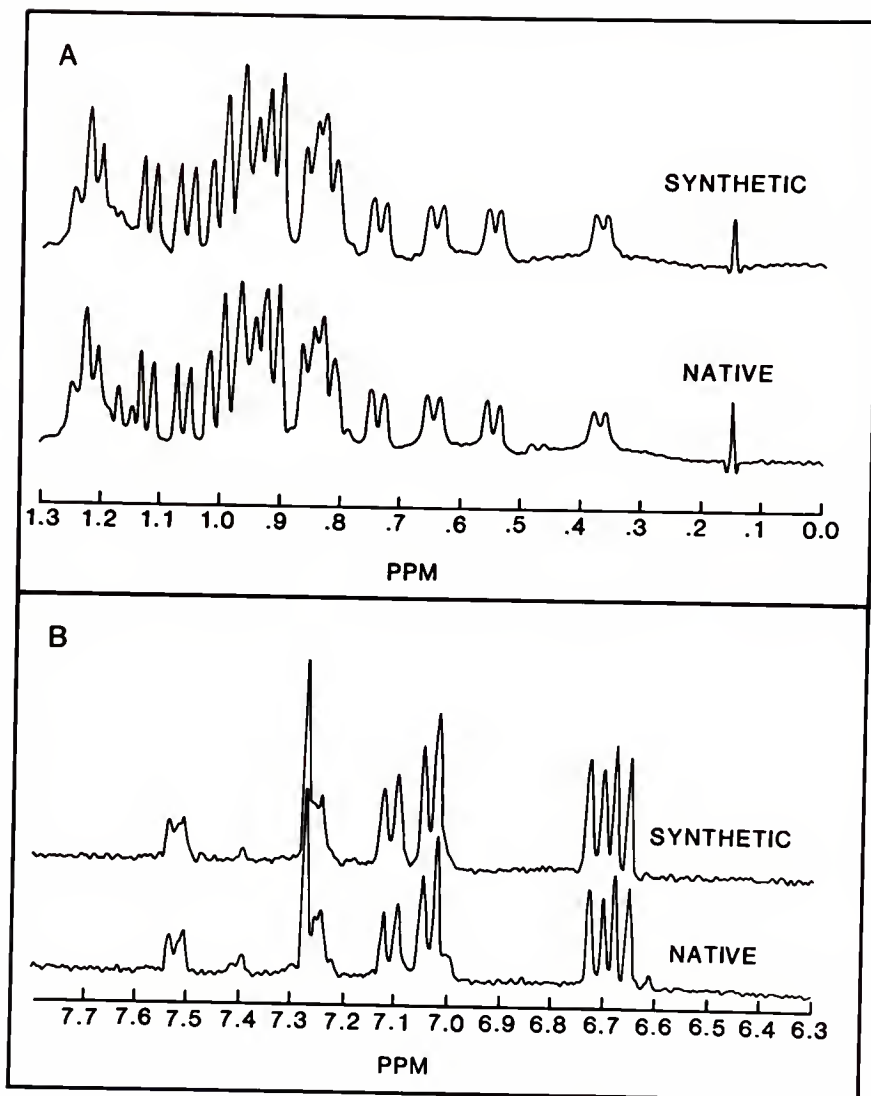 A
SYNTHETIC
NATIVE
1.3 1.2 1.1 1.0 .9 .8 .7 .6 .5 .4 .3 .2 .1 0.0
PPM
B
SYNTHETIC
NATIVE
7.7 7.6 7.5 7.4 7.3 7.2 7.1 7.0 6.9 6.8 6.7 6.6 6.5 6.4 6.3
PPM